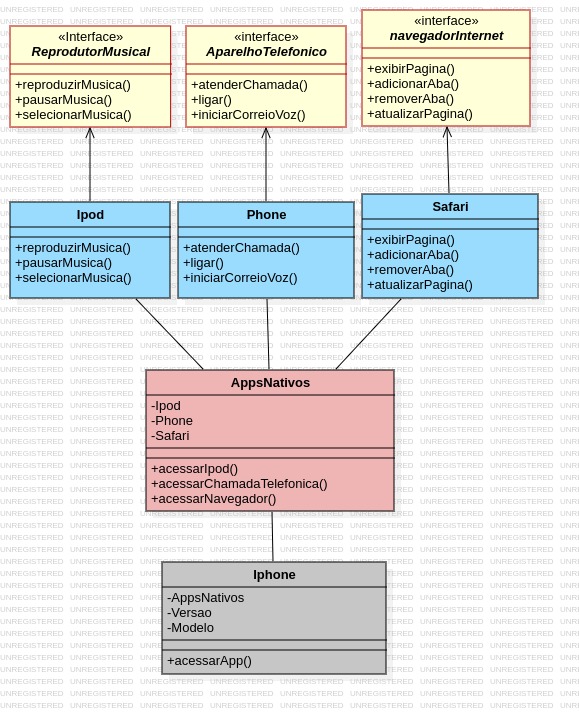 «Interface»
ReprodutorMusical
+reproduzirMusica()
+pausarMusica()
+selecionarMusica()
«interface»
AparelhoTelefonico
+atenderChamada()
+ligar()
+iniciarCorreioVoz()
«interface»
navegadorInternet
+exibirPagina()
+adicionarAba()
+removerAba()
+atualizarPagina()
Ipod
+reproduzirMusica()
+pausarMusica()
+selecionarMusica()
Phone
+atenderChamada()
+ligar()
+iniciarCorreioVoz()
Safari
+exibirPagina()
+adicionarAba()
+removerAba()
+atualizarPagina()
AppsNativos
-Ipod
-Phone
-Safari
+acessarIpod()
+acessarChamadaTelefonica()
+acessarNavegador()
Iphone
-AppsNativos
-Versao
-Modelo
+acessarApp()
UNREGISTERED